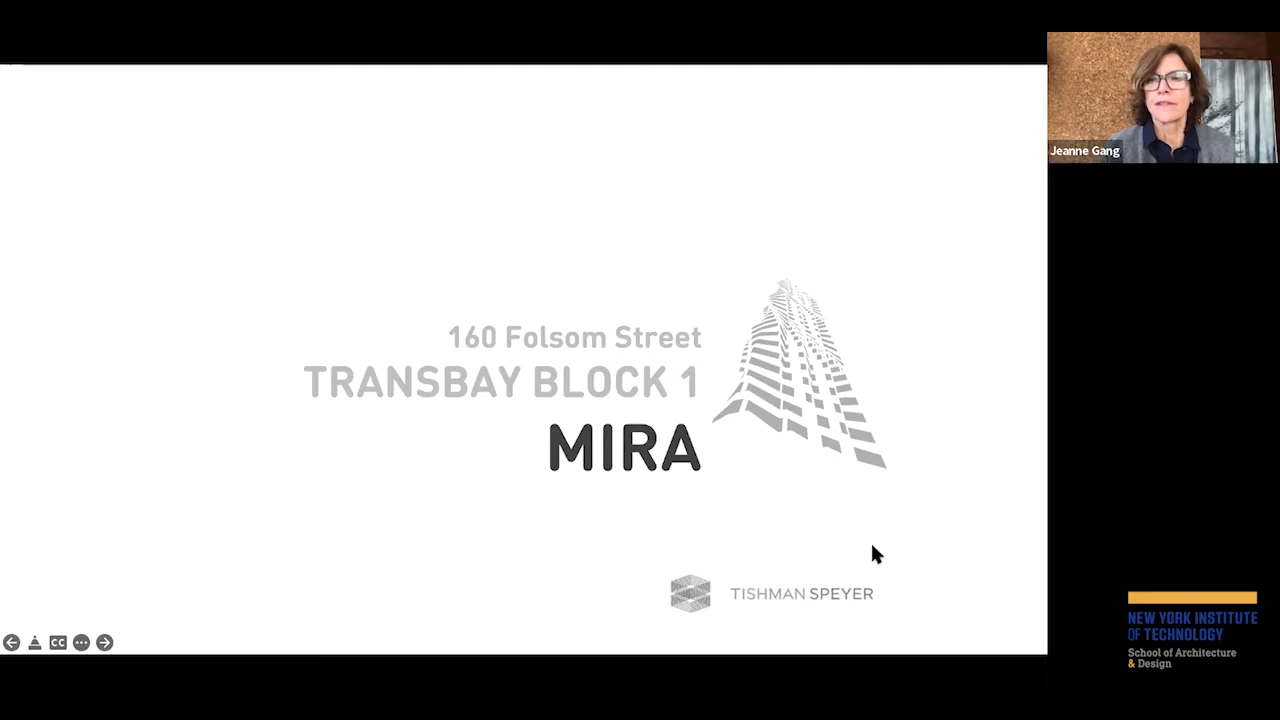 Jeanne Gang
160 Folsom Street
TRANSBAY BLOCK 1
MIRA
TISHMAN SPEYER
CC
NEW YORK INSTITUTE
OF TECHNOLOGY
School of Architecture
& Design